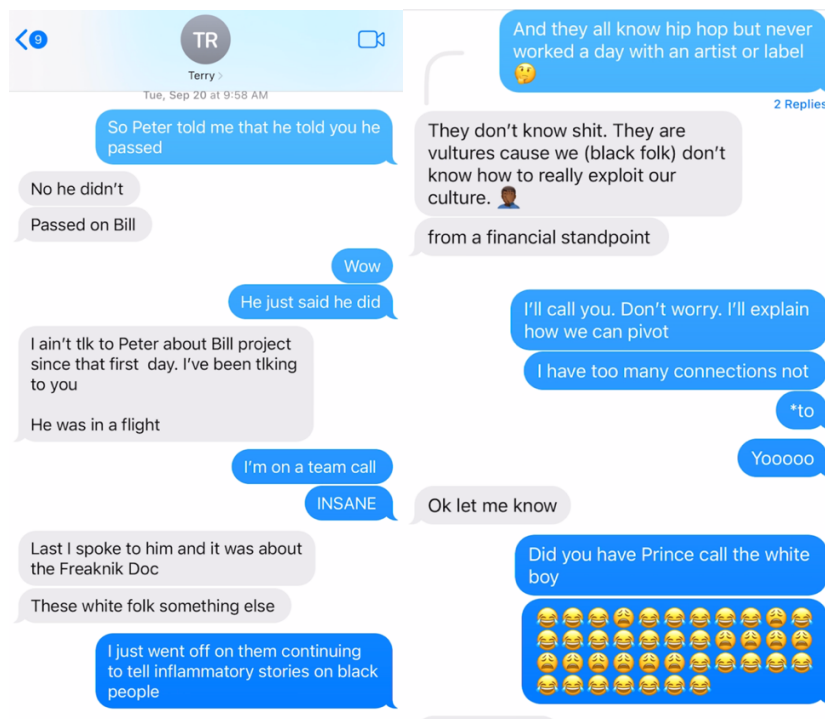 9
TR
Terry
Tue, Sep 20 at 9:58 AM
So Peter told me that he told you he
passed
No he didn't
Passed on Bill
Wow
He just said he did
I ain't tlk to Peter about Bill project
since that first day. I've been tlking
to you
He was in a flight
I'm on a team call
INSANE
Last I spoke to him and it was about
the Freaknik Doc
These white folk something else
I just went off on them continuing
to tell inflammatory stories on black
people
And they all know hip hop but never
worked a day with an artist or label
🤔
2 Replies
They don't know shit. They are
vultures cause we (black folk) don't
know how to really exploit our
culture. 🤦🏾‍♂️
from a financial standpoint
I'll call you. Don't worry. I'll explain
how we can pivot
I have too many connections not
*to
Yooooo
Ok let me know
Did you have Prince call the white
boy
😂😂😂😩😂😂😂😂😂😩😂
😂😂😂😂😂😂😂😩😩😩😩
😩😩😩😩😩😩😂😂😂😂😂
😂😂😂😂😂😂😂